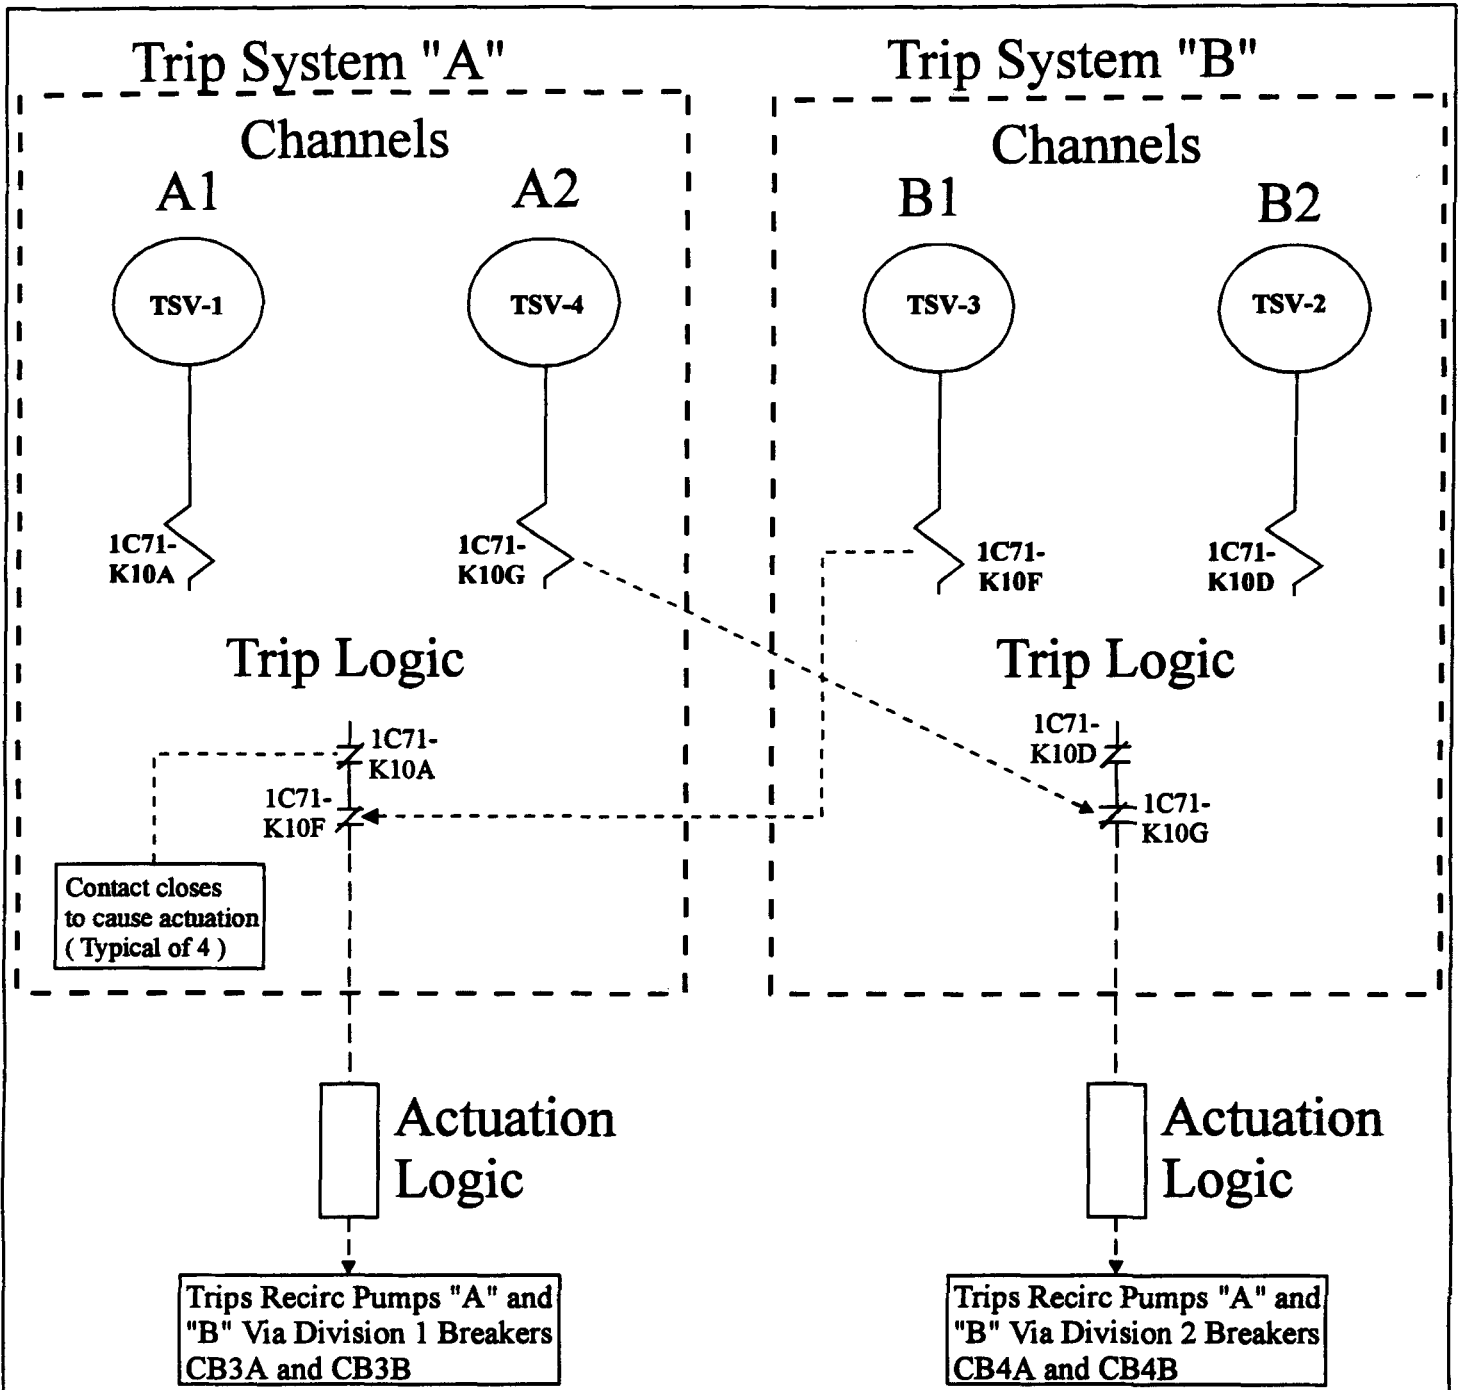 Trip System "A"
Trip System "B"
Channels
Channels
A1
A2
B1
B2
TSV-1
TSV-4
TSV-3
TSV-2
1C71-
K10A
1C71-
K10G
1C71-
K10F
1C71-
K10D
Trip Logic
Trip Logic
1C71-
K10A
1C71-
K10F
1C71-
K10D
1C71-
K10G
Contact closes
to cause actuation
( Typical of 4 )
Actuation
Logic
Actuation
Logic
Trips Recirc Pumps "A" and
"B" Via Division 1 Breakers
CB3A and CB3B
Trips Recirc Pumps "A" and
"B" Via Division 2 Breakers
CB4A and CB4B